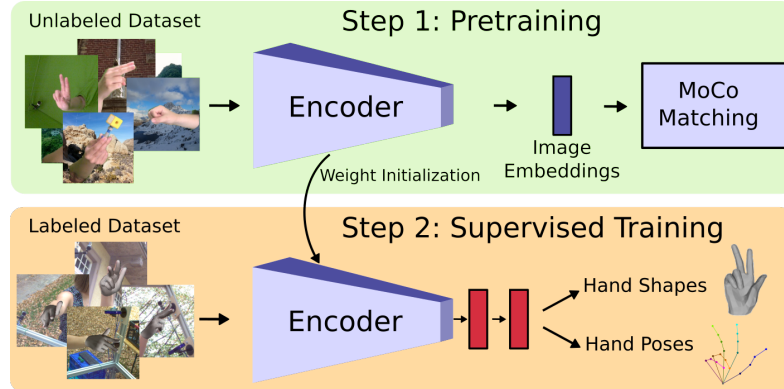 Unlabeled Dataset
Step 1: Pretraining
Encoder
Image
Embeddings
MoCo
Matching
Weight Initialization
Labeled Dataset
Step 2: Supervised Training
Encoder
Hand Shapes
Hand Poses